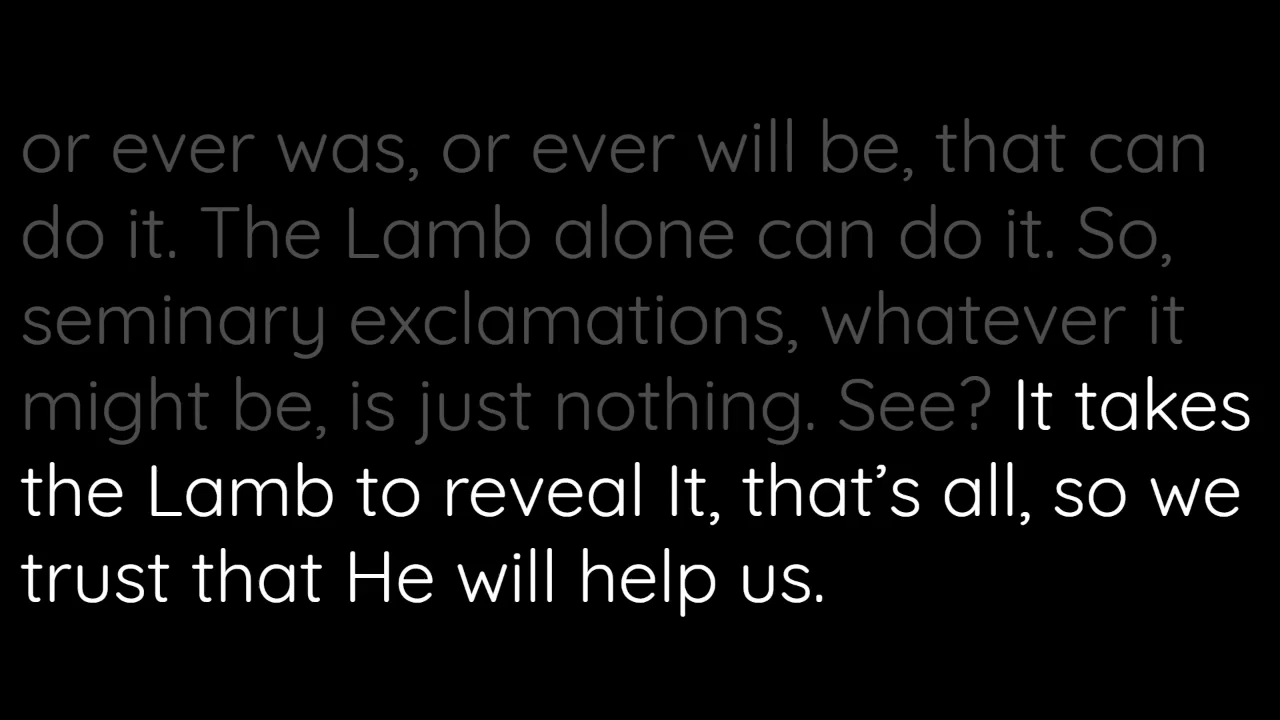 or ever was, or ever will be, that can
do it. The Lamb alone can do it. So,
seminary exclamations, whatever it
might be, is just nothing. See? It takes
the Lamb to reveal It, that’s all, so we
trust that He will help us.